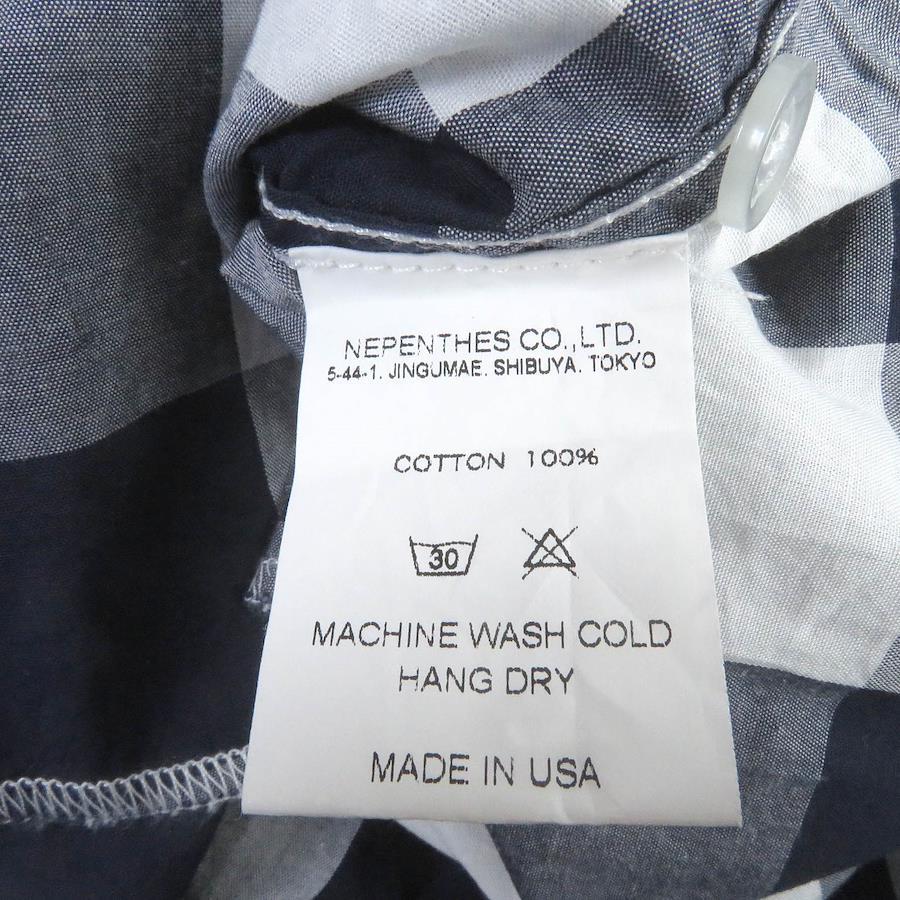 NEPENTHES CO.,LTD.
5-44-1. JINGUMAE. SHIBUYA. TOKYO
COTTON 100%
30
MACHINE WASH COLD
HANG DRY
MADE IN USA